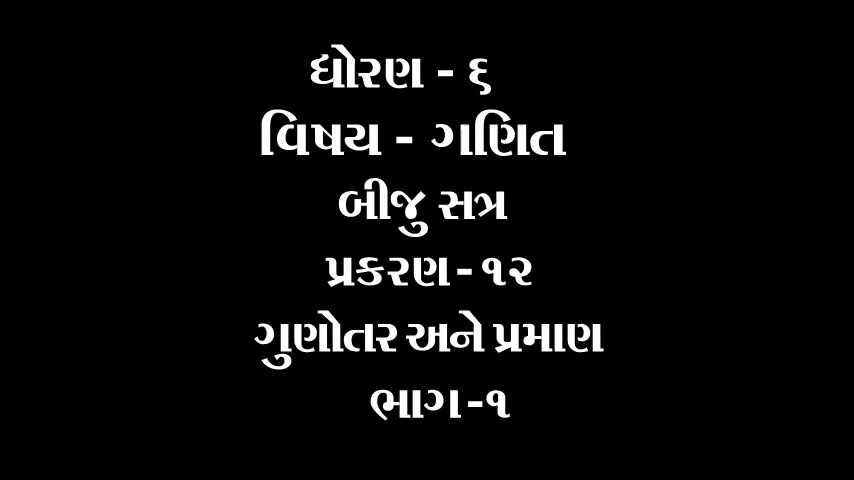 ધોરણ - ૬
વિષય - ગણિત
બીજુ સત્ર
પ્રકરણ - ૧૨
ગુણોતર અને પ્રમાણ
ભાગ -૧